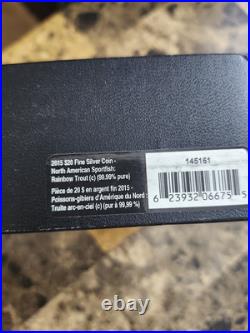 2015 $20 Fine Silver Coin -
North American Sportfish:
Rainbow Trout (c) (99.99% pure)
Pièce de 20 $ en argent fin 2015 -
Poissons-gibiers d'Amérique du Nord :
Truite arc-en-ciel (c) (pur à 99,99 %)
145161
6 23932 06675 5